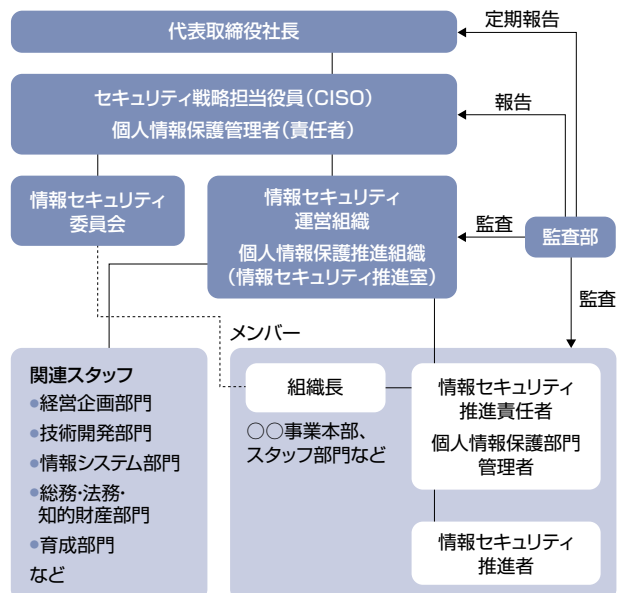 代表取締役社長
定期報告
セキュリティ戦略担当役員(CISO)
個人情報保護管理者(責任者)
報告
情報セキュリティ
委員会
情報セキュリティ
運営組織
個人情報保護推進組織
(情報セキュリティ推進室)
監査
監査部
監査
メンバー
関連スタッフ
•経営企画部門
•技術開発部門
•情報システム部門
•総務・法務・
知的財産部門
•育成部門
など
組織長
○○事業本部、
スタッフ部門など
情報セキュリティ
推進責任者
個人情報保護部門
管理者
情報セキュリティ
推進者